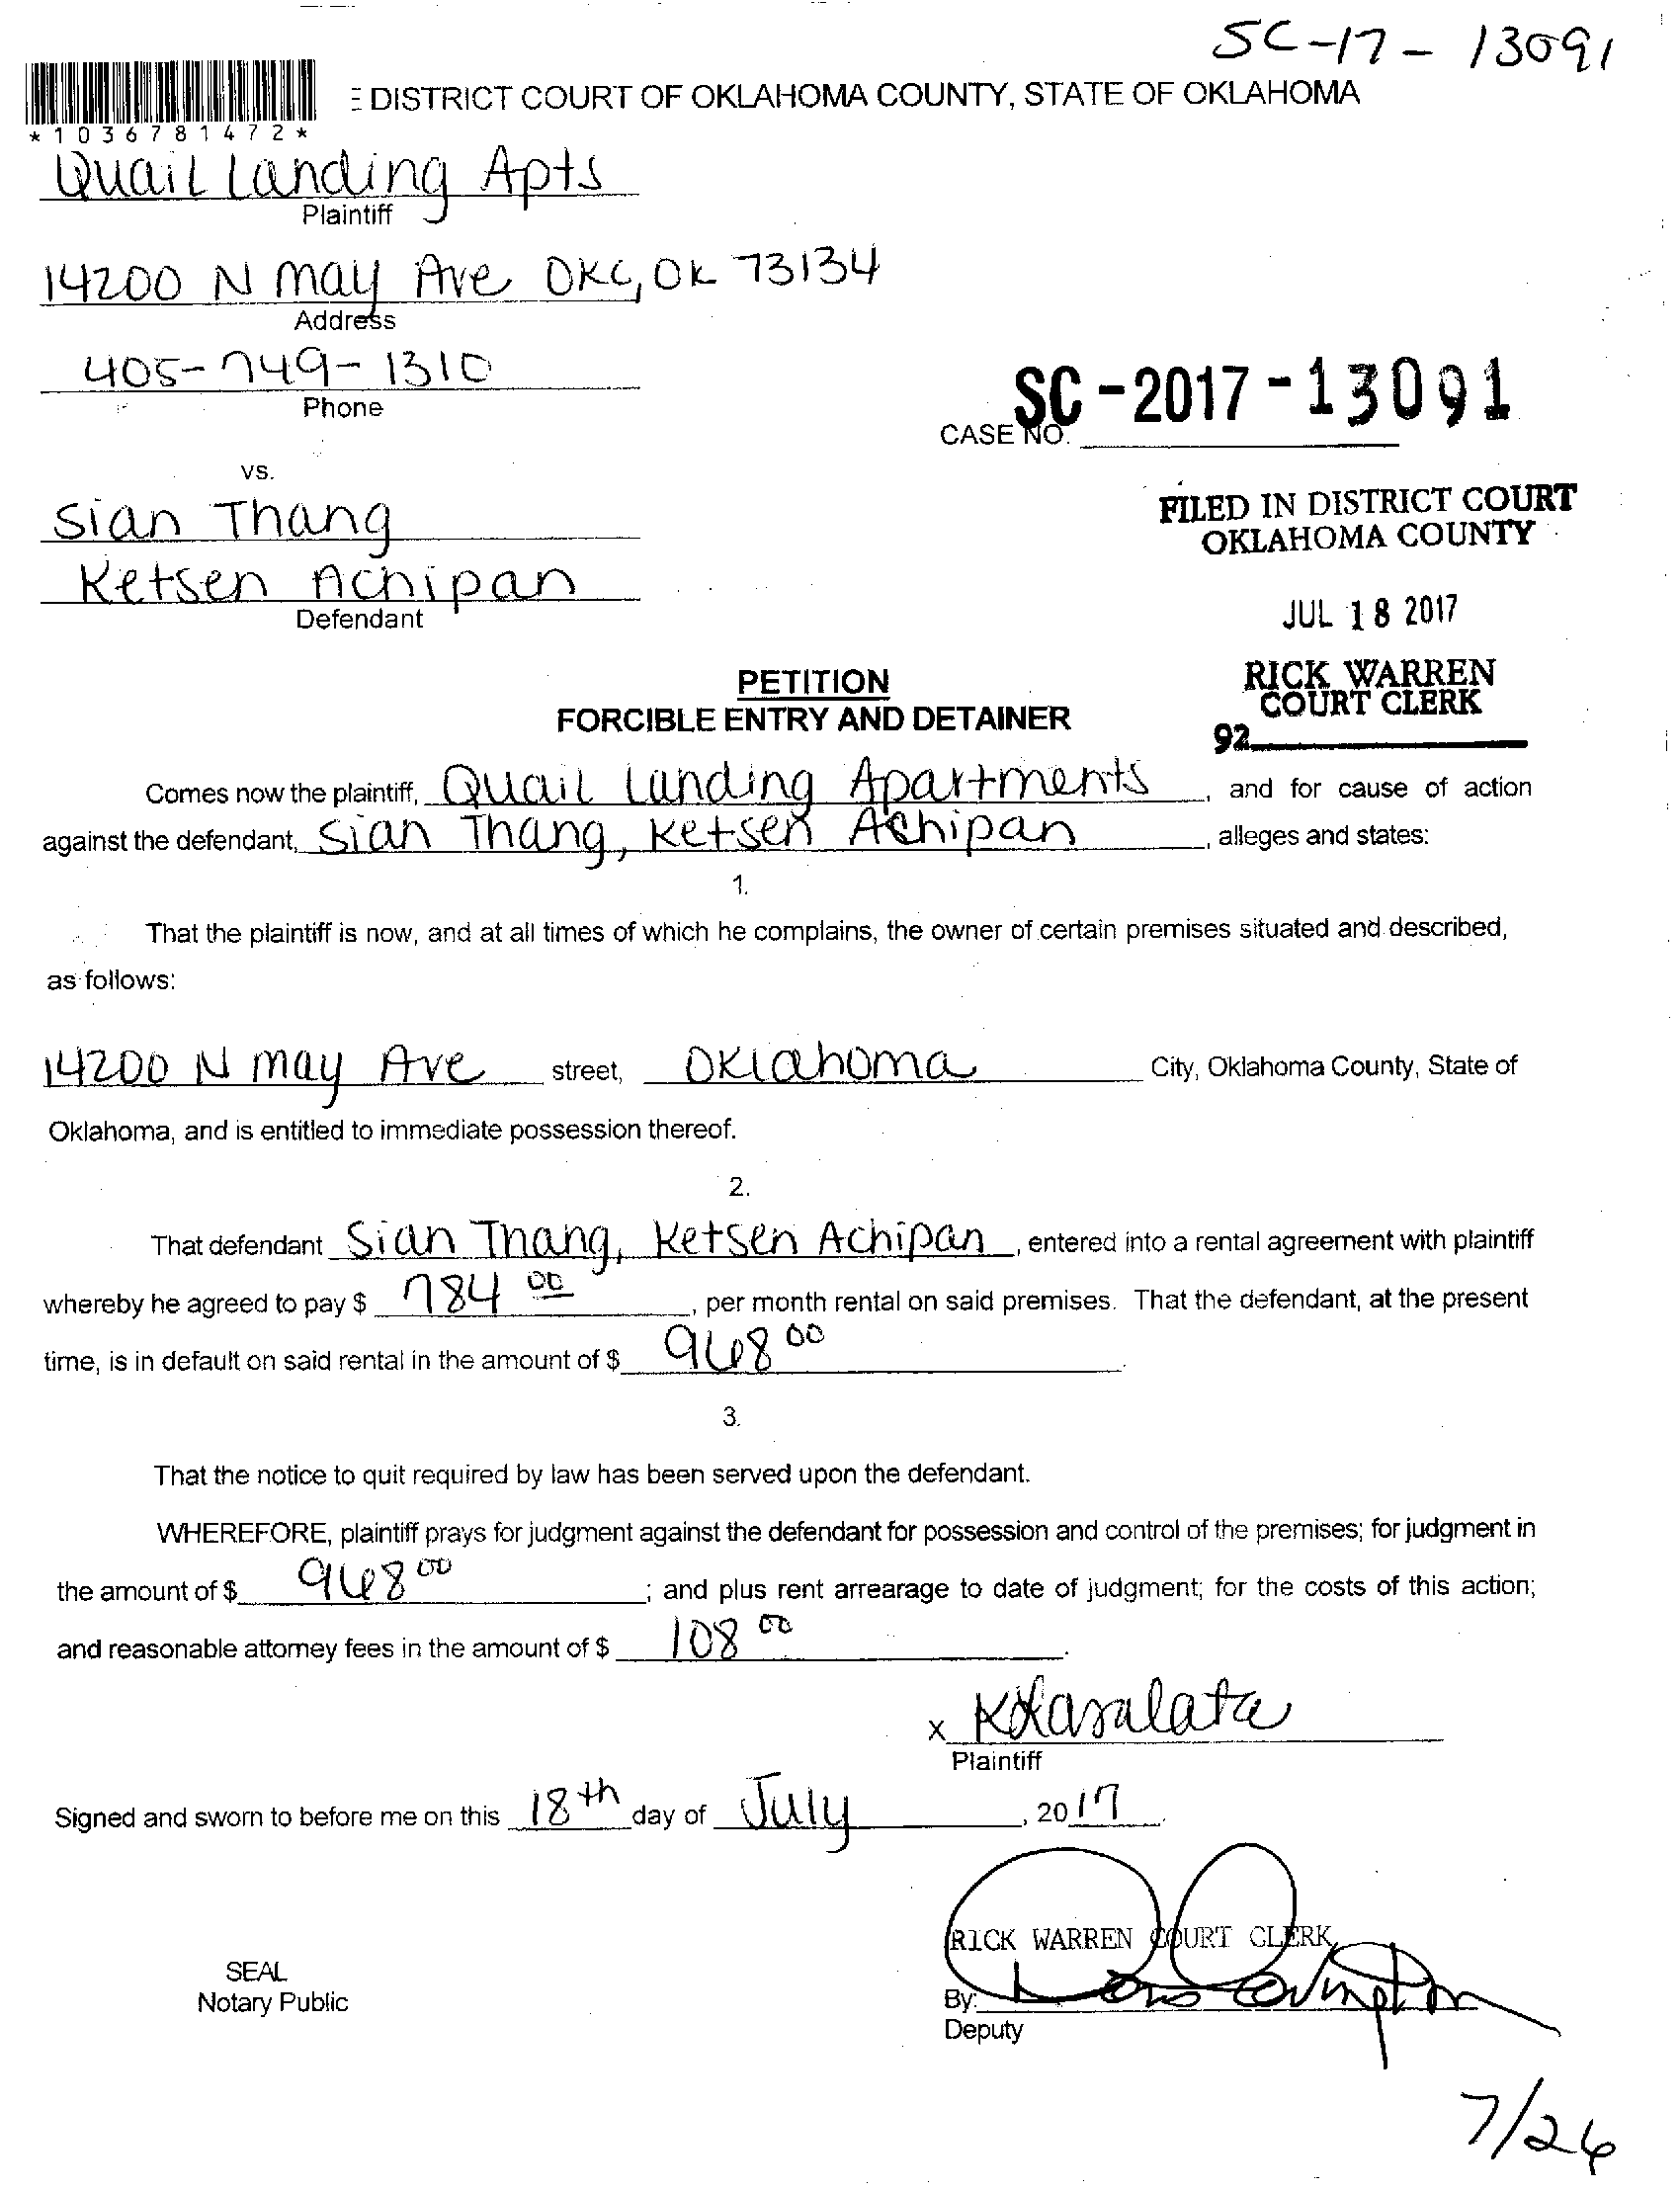 SC-17-13091
DISTRICT COURT OF OKLAHOMA COUNTY, STATE OF OKLAHOMA
*1036781472*
Quail Landing Apts
Plaintiff
14200 N May Ave OKC, OK 73134
Address
405-749-1310
Phone
SC-2017-13091
CASE NO.
vs.
Sian Thang
Ketsen Achipan
Defendant
FILED IN DISTRICT COURT
OKLAHOMA COUNTY
JUL 18 2017
RICK WARREN
COURT CLERK
92
PETITION
FORCIBLE ENTRY AND DETAINER
Comes now the plaintiff, Quail Landing Apartments, and for cause of action
against the defendant, Sian Thang, Ketsen Achipan, alleges and states:
1.
That the plaintiff is now, and at all times of which he complains, the owner of certain premises situated and described,
as follows:
14200 N May Ave street, Oklahoma City, Oklahoma County, State of
Oklahoma, and is entitled to immediate possession thereof.
2.
That defendant Sian Thang, Ketsen Achipan, entered into a rental agreement with plaintiff
whereby he agreed to pay $ 784 00, per month rental on said premises. That the defendant, at the present
time, is in default on said rental in the amount of $ 968 00.
3.
That the notice to quit required by law has been served upon the defendant.
WHEREFORE, plaintiff prays for judgment against the defendant for possession and control of the premises; for judgment in
the amount of $ 968 00; and plus rent arrearage to date of judgment; for the costs of this action;
and reasonable attorney fees in the amount of $ 108 00.
x
Plaintiff
Signed and sworn to before me on this 18th day of July, 2017.
RICK WARREN COURT CLERK
SEAL
Notary Public
By:
Deputy
7/26